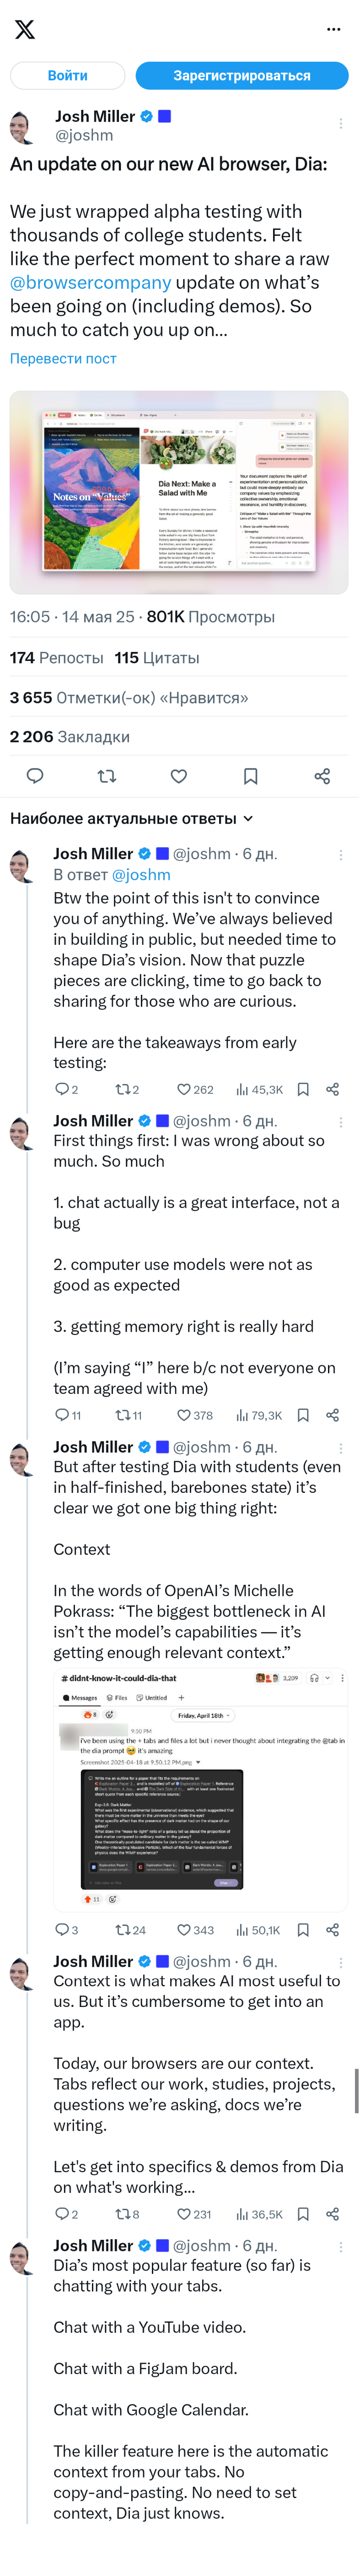 Войти
Зарегистрироваться
Josh Miller
@joshm
An update on our new AI browser, Dia:
We just wrapped alpha testing with
thousands of college students. Felt
like the perfect moment to share a raw
@browsercompany update on what’s
been going on (including demos). So
much to catch you up on...
Перевести пост
Notes on “Values”
Dia Next: Make a
Salad with Me
16:05 · 14 мая 25 · 801K Просмотры
174 Репосты 115 Цитаты
3 655 Отметки(-ок) «Нравится»
2 206 Закладки
Наиболее актуальные ответы
Josh Miller @joshm · 6 дн.
В ответ @joshm
Btw the point of this isn't to convince
you of anything. We’ve always believed
in building in public, but needed time to
shape Dia’s vision. Now that puzzle
pieces are clicking, time to go back to
sharing for those who are curious.
Here are the takeaways from early
testing:
2 2 262 45,3K
Josh Miller @joshm · 6 дн.
First things first: I was wrong about so
much. So much
1. chat actually is a great interface, not a
bug
2. computer use models were not as
good as expected
3. getting memory right is really hard
(I’m saying “I” here b/c not everyone on
team agreed with me)
11 11 378 79,3K
Josh Miller @joshm · 6 дн.
But after testing Dia with students (even
in half-finished, barebones state) it’s
clear we got one big thing right:
Context
In the words of OpenAI’s Michelle
Pokrass: “The biggest bottleneck in AI
isn’t the model’s capabilities — it’s
getting enough relevant context.”
# didnt-know-it-could-dia-that 3,209
Messages Files Untitled +
8 Friday, April 18th
9:50 PM
i've been using the + tabs and files a lot but i never thought about integrating the @tab in
the dia prompt it's amazing
Screenshot 2025-04-18 at 9.50.12 PM.png
11
3 24 343 50,1K
Josh Miller @joshm · 6 дн.
Context is what makes AI most useful to
us. But it’s cumbersome to get into an
app.
Today, our browsers are our context.
Tabs reflect our work, studies, projects,
questions we’re asking, docs we’re
writing.
Let's get into specifics & demos from Dia
on what's working...
2 8 231 36,5K
Josh Miller @joshm · 6 дн.
Dia’s most popular feature (so far) is
chatting with your tabs.
Chat with a YouTube video.
Chat with a FigJam board.
Chat with Google Calendar.
The killer feature here is the automatic
context from your tabs. No
copy-and-pasting. No need to set
context, Dia just knows.